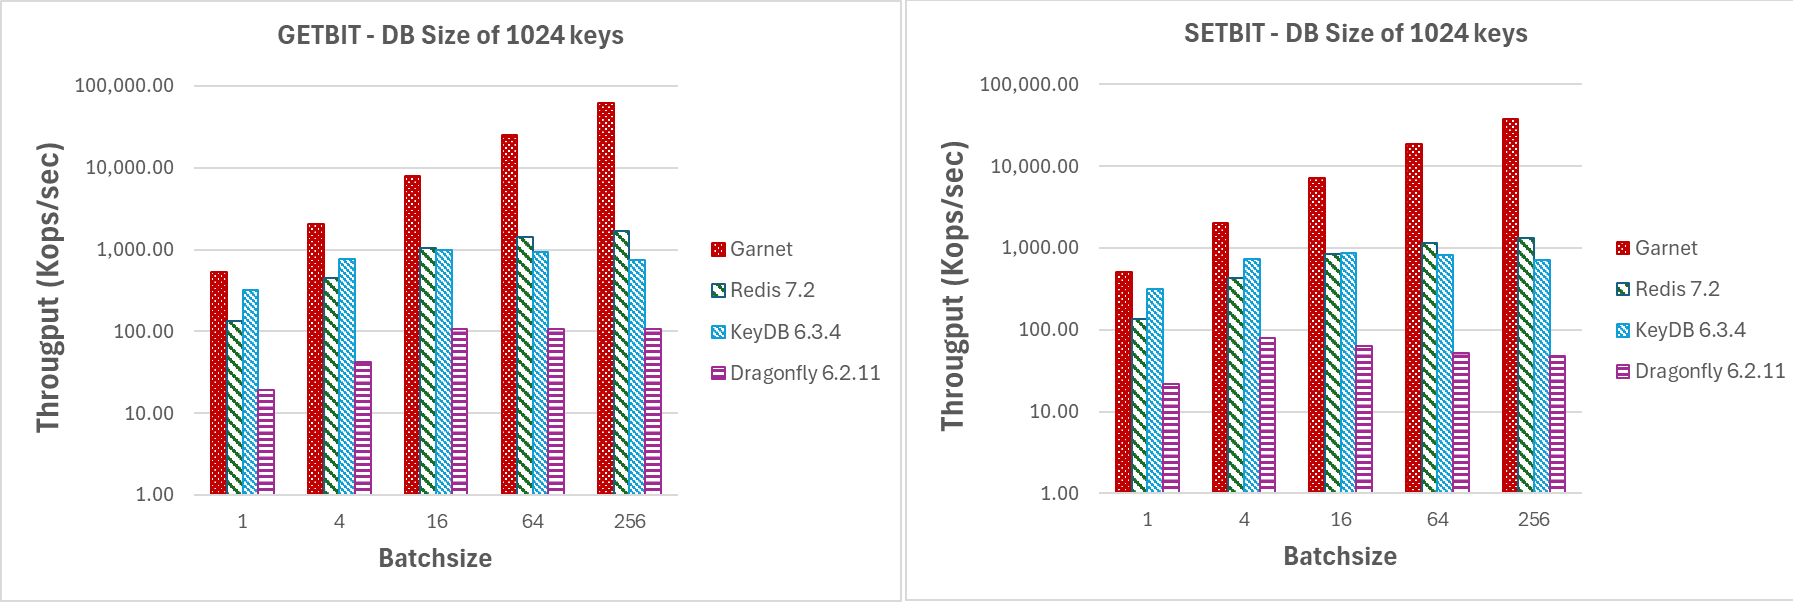 GETBIT - DB Size of 1024 keys
100,000.00
10,000.00
1,000.00
100.00
10.00
1.00
Througput (Kops/sec)
1 4 16 64 256
Batchsize
Garnet
Redis 7.2
KeyDB 6.3.4
Dragonfly 6.2.11
SETBIT - DB Size of 1024 keys
100,000.00
10,000.00
1,000.00
100.00
10.00
1.00
Througput (Kops/sec)
1 4 16 64 256
Batchsize
Garnet
Redis 7.2
KeyDB 6.3.4
Dragonfly 6.2.11